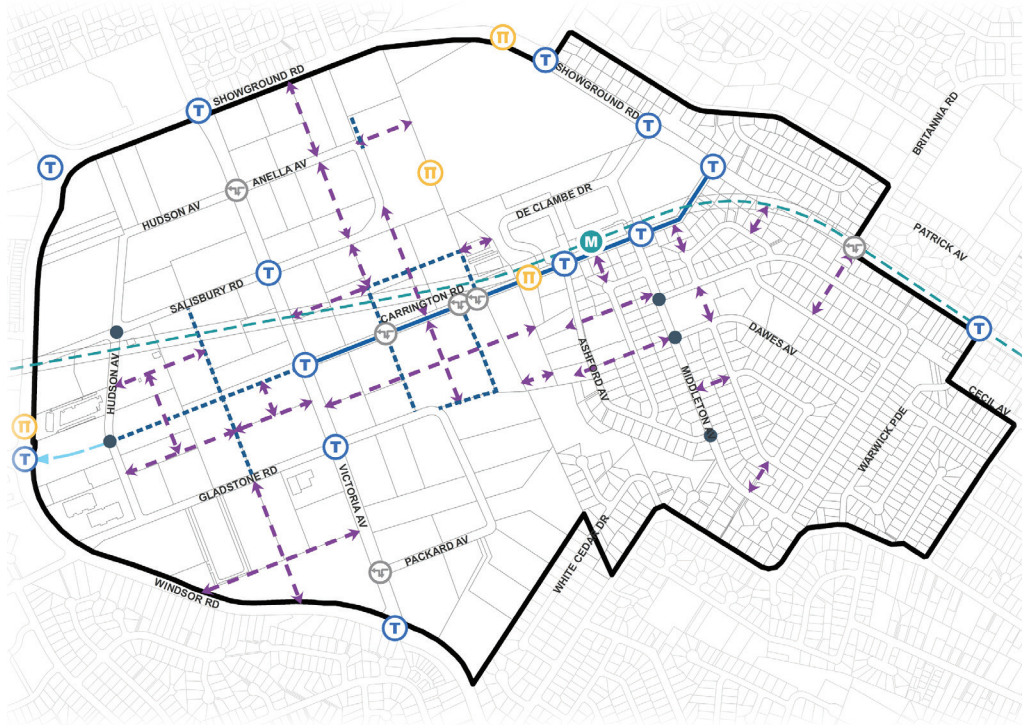 SHOWGROUND RD
SHOWGROUND RD
BRITANNIA RD
ANELLA AV
HUDSON AV
DE CLAMBE DR
PATRICK AV
SALISBURY RD
CARRINGTON RD
HUDSON AV
ASHFORD AV
DAWES AV
MIDDLETON A
CECIL AV
WARWICK PDE
GLADSTONE RD
VICTORIA AV
PACKARD AV
WHITE CEDAR DR
WINDSOR RD
T
T
T
T
T
T
T
T
T
T
T
T
T
M